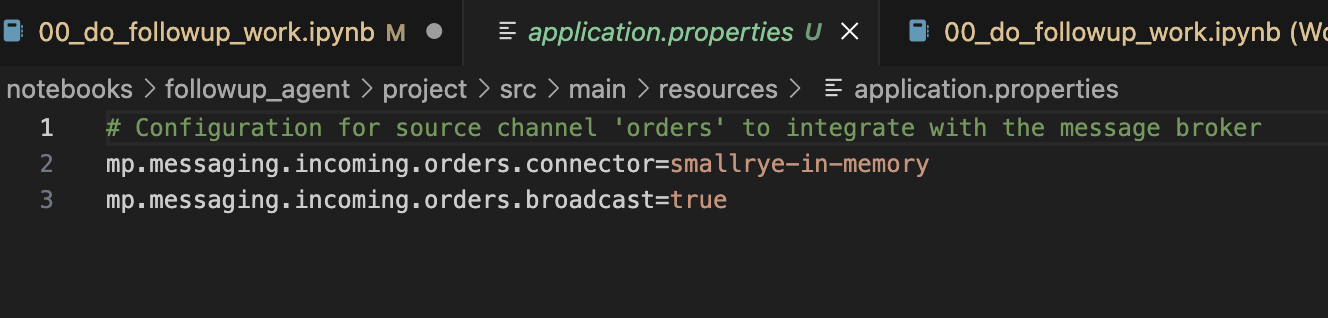 00_do_followup_work.ipynb M application.properties U 00_do_followup_work.ipynb (Wo
notebooks > followup_agent > project > src > main > resources > application.properties
1 # Configuration for source channel 'orders' to integrate with the message broker
2 mp.messaging.incoming.orders.connector=smallrye-in-memory
3 mp.messaging.incoming.orders.broadcast=true